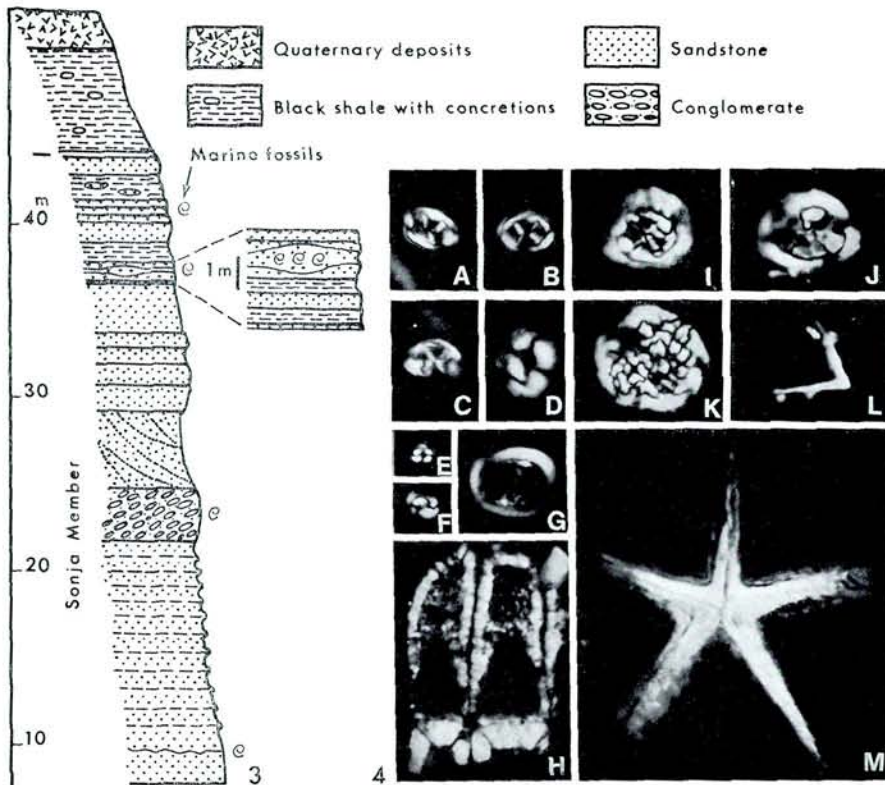 Quaternary deposits
Sandstone
Black shale with concretions
Conglomerate
Marine fossils
m
40
1m
30
20
10
Sonja Member
3
4
A
B
I
J
C
D
K
L
E
F
G
H
M